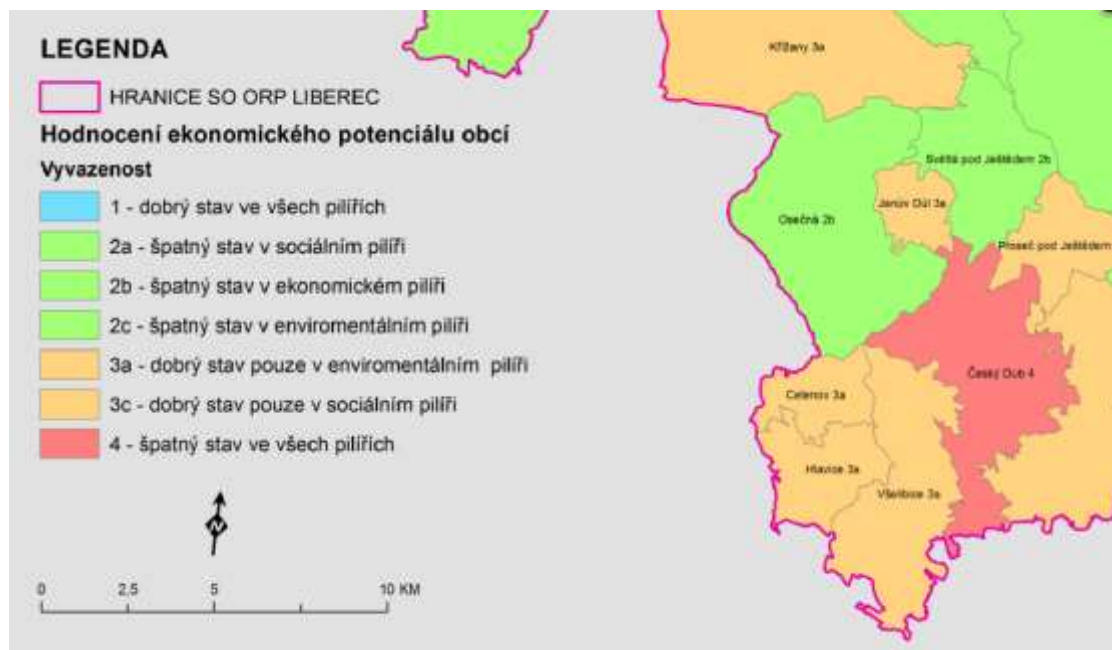 LEGENDA
HRANICE SO ORP LIBEREC
Hodnocení ekonomického potenciálu obcí
Vyvazenost
1 - dobrý stav ve všech pilířích
2a - špatný stav v sociálním pilíři
2b - špatný stav v ekonomickém pilíři
2c - špatný stav v enviromentálním pilíři
3a - dobrý stav pouze v enviromentálním pilíři
3c - dobrý stav pouze v sociálním pilíři
4 - špatný stav ve všech pilířích
N
0 2,5 5 10 KM
Křižany 3a
Světlá pod Ještědem 2b
Janův Důl 3a
Osečná 2b
Proseč pod Ještědem
Český Dub 4
Cetenov 3a
Hlavice 3a
Všelibice 3a